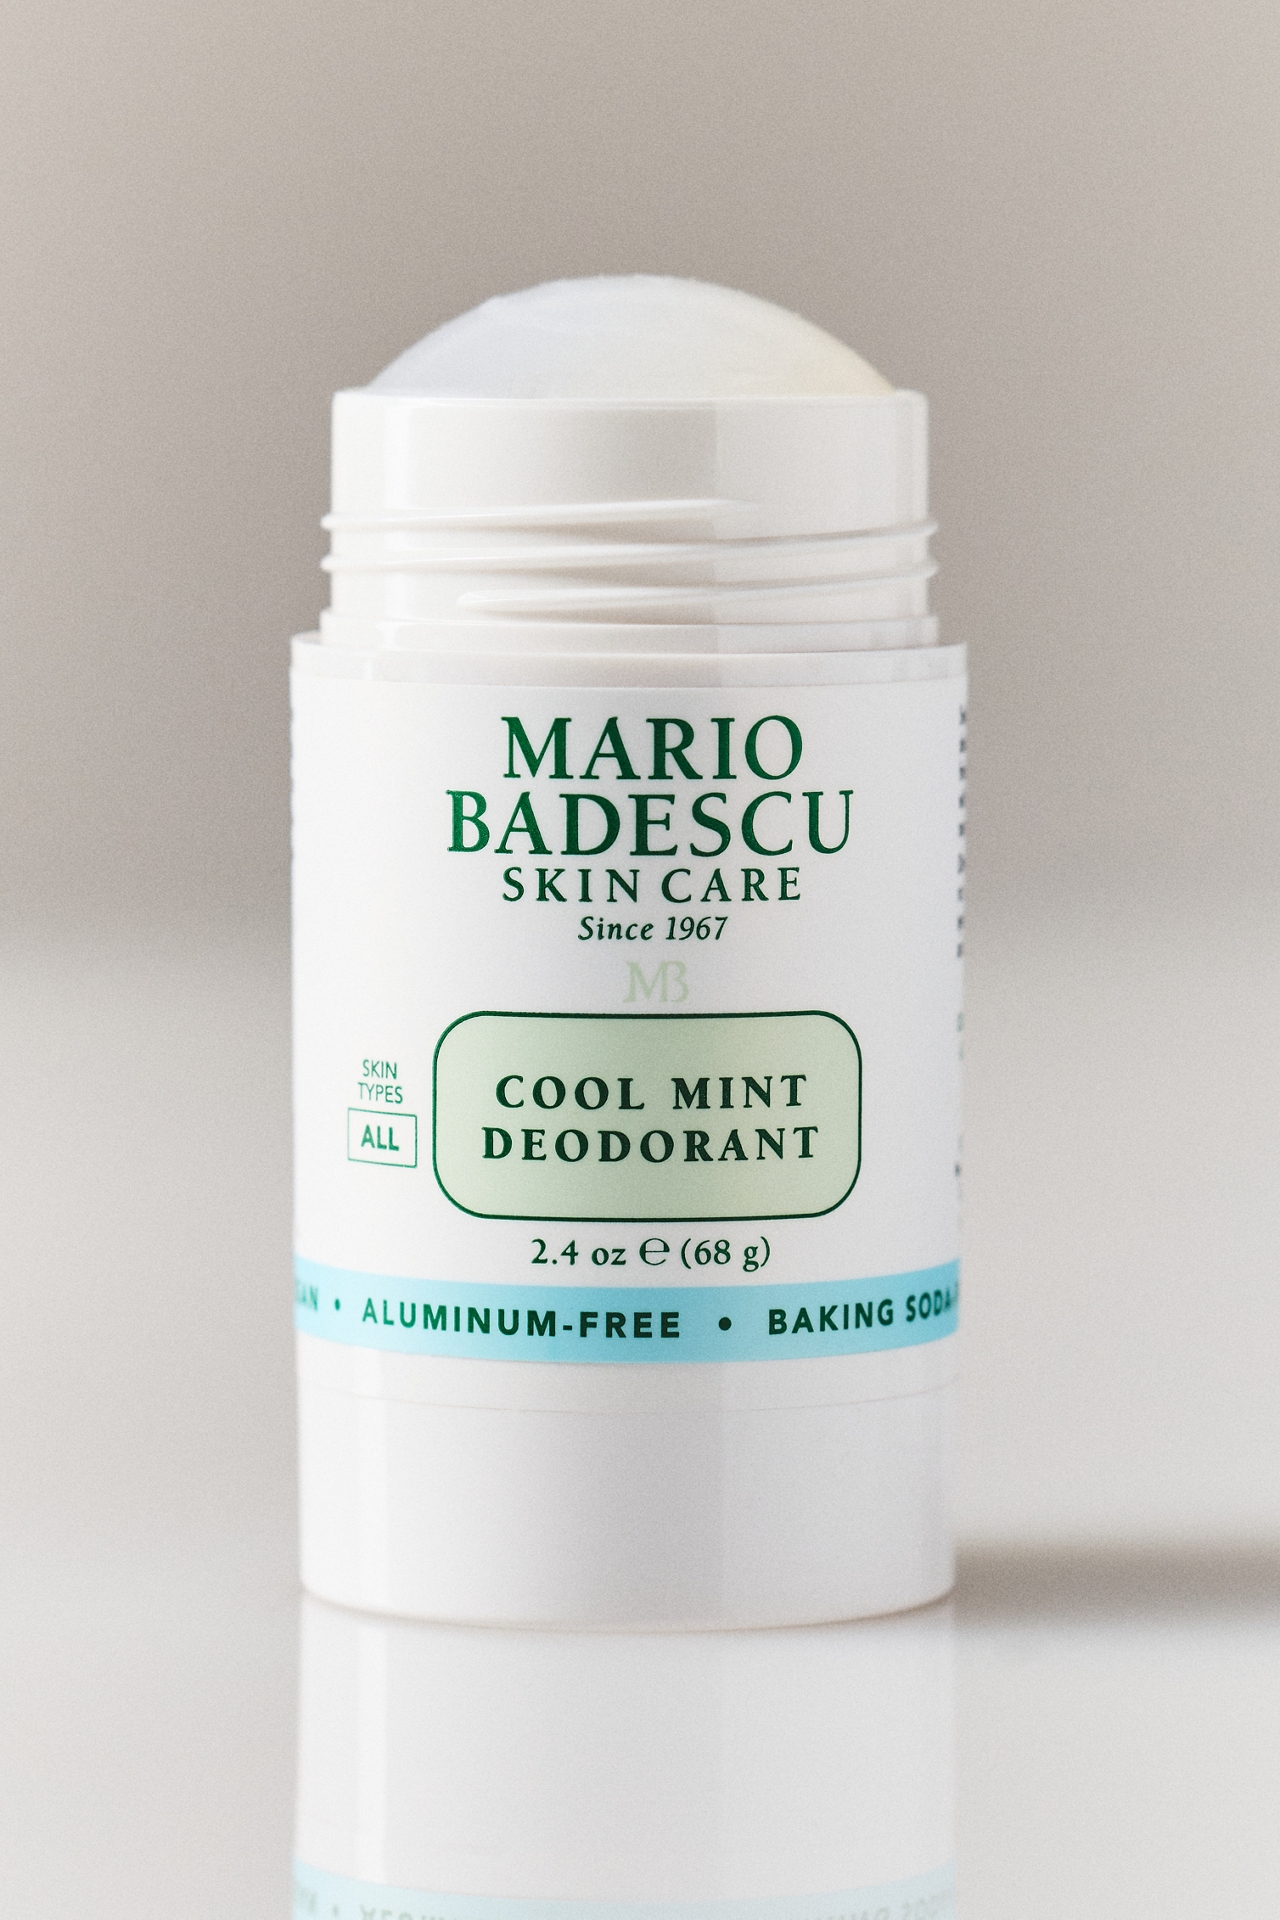 MARIO
BADESCU
SKIN CARE
Since 1967
MB
SKIN
TYPES
ALL
COOL MINT
DEODORANT
2.4 oz ℮ (68 g)
• ALUMINUM-FREE • BAKING SODA